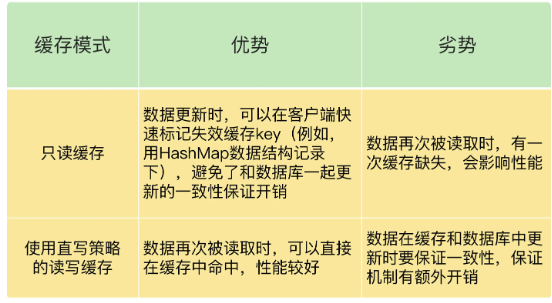 缓存模式
优势
劣势
只读缓存
数据更新时，可以在客户端快
速标记失效缓存key（例如，
用HashMap数据结构记录
下），避免了和数据库一起更
新的一致性保证开销
数据再次被读取时，有一
次缓存缺失，会影响性能
使用直写策略
的读写缓存
数据再次被读取时，可以直接
在缓存中命中，性能较好
数据在缓存和数据库中更
新时要保证一致性，保证
机制有额外开销